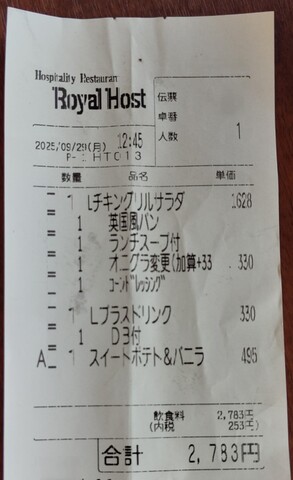 Hospitality Restaurant
Royal Host
伝票
卓番
人数 1
2025/09/29(月) 12:45
HT013
数量 品名 単価
1 Lチキングリルサラダ 1628
1 英国風パン
1 ランチスープ付
1 オニグラ変更(加算+33 330
1 コーンドレッシング
1 Lプラスドリンク 330
1 D3付
A 1 スイートポテト&バニラ 495
飲食料 2,783円
(内税 253円)
合計 2,783円